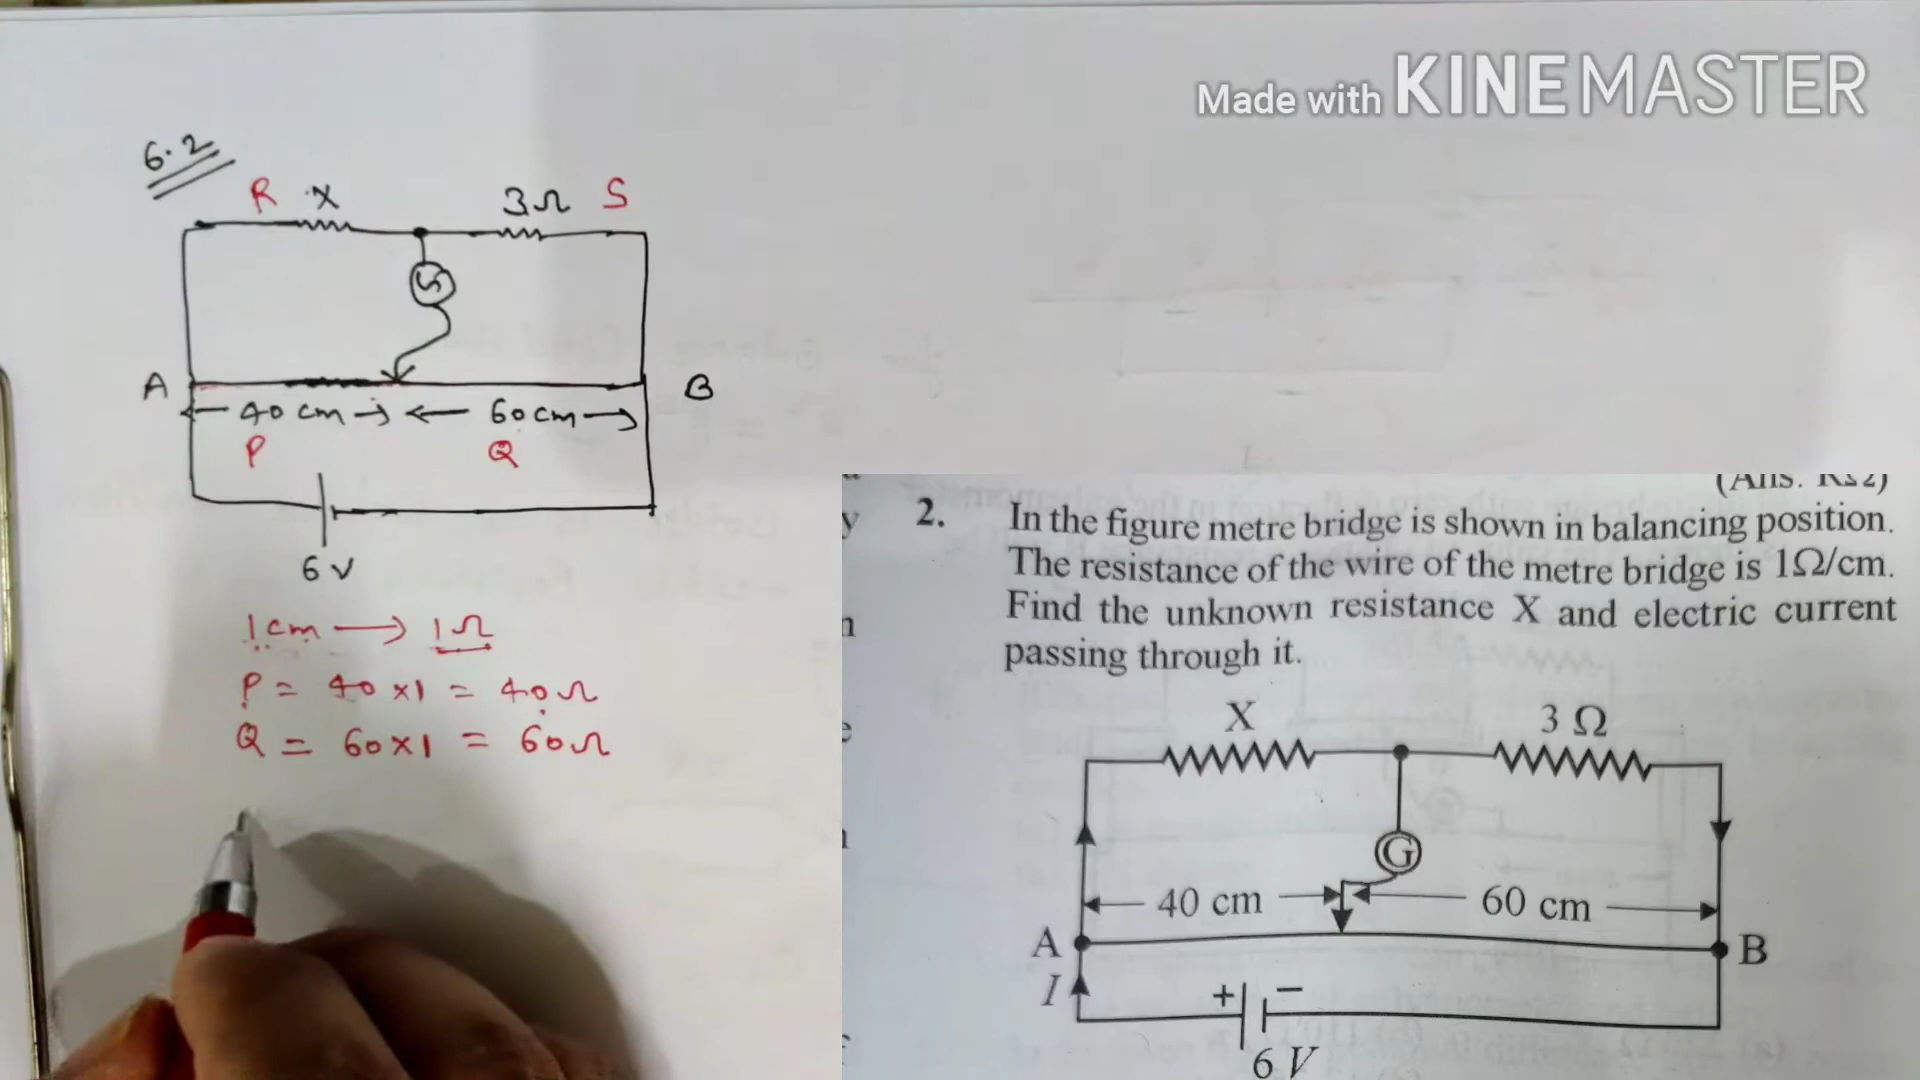 Made with KINEMASTER
6.2
R X 3Ω S
G
A B
40 cm 60 cm
P Q
6 V
1 cm → 1Ω
P = 40 × 1 = 40Ω
Q = 60 × 1 = 60Ω
2. In the figure metre bridge is shown in balancing position.
The resistance of the wire of the metre bridge is 1Ω/cm.
Find the unknown resistance X and electric current
passing through it.
X 3 Ω
G
40 cm 60 cm
A B
I
+ −
6 V